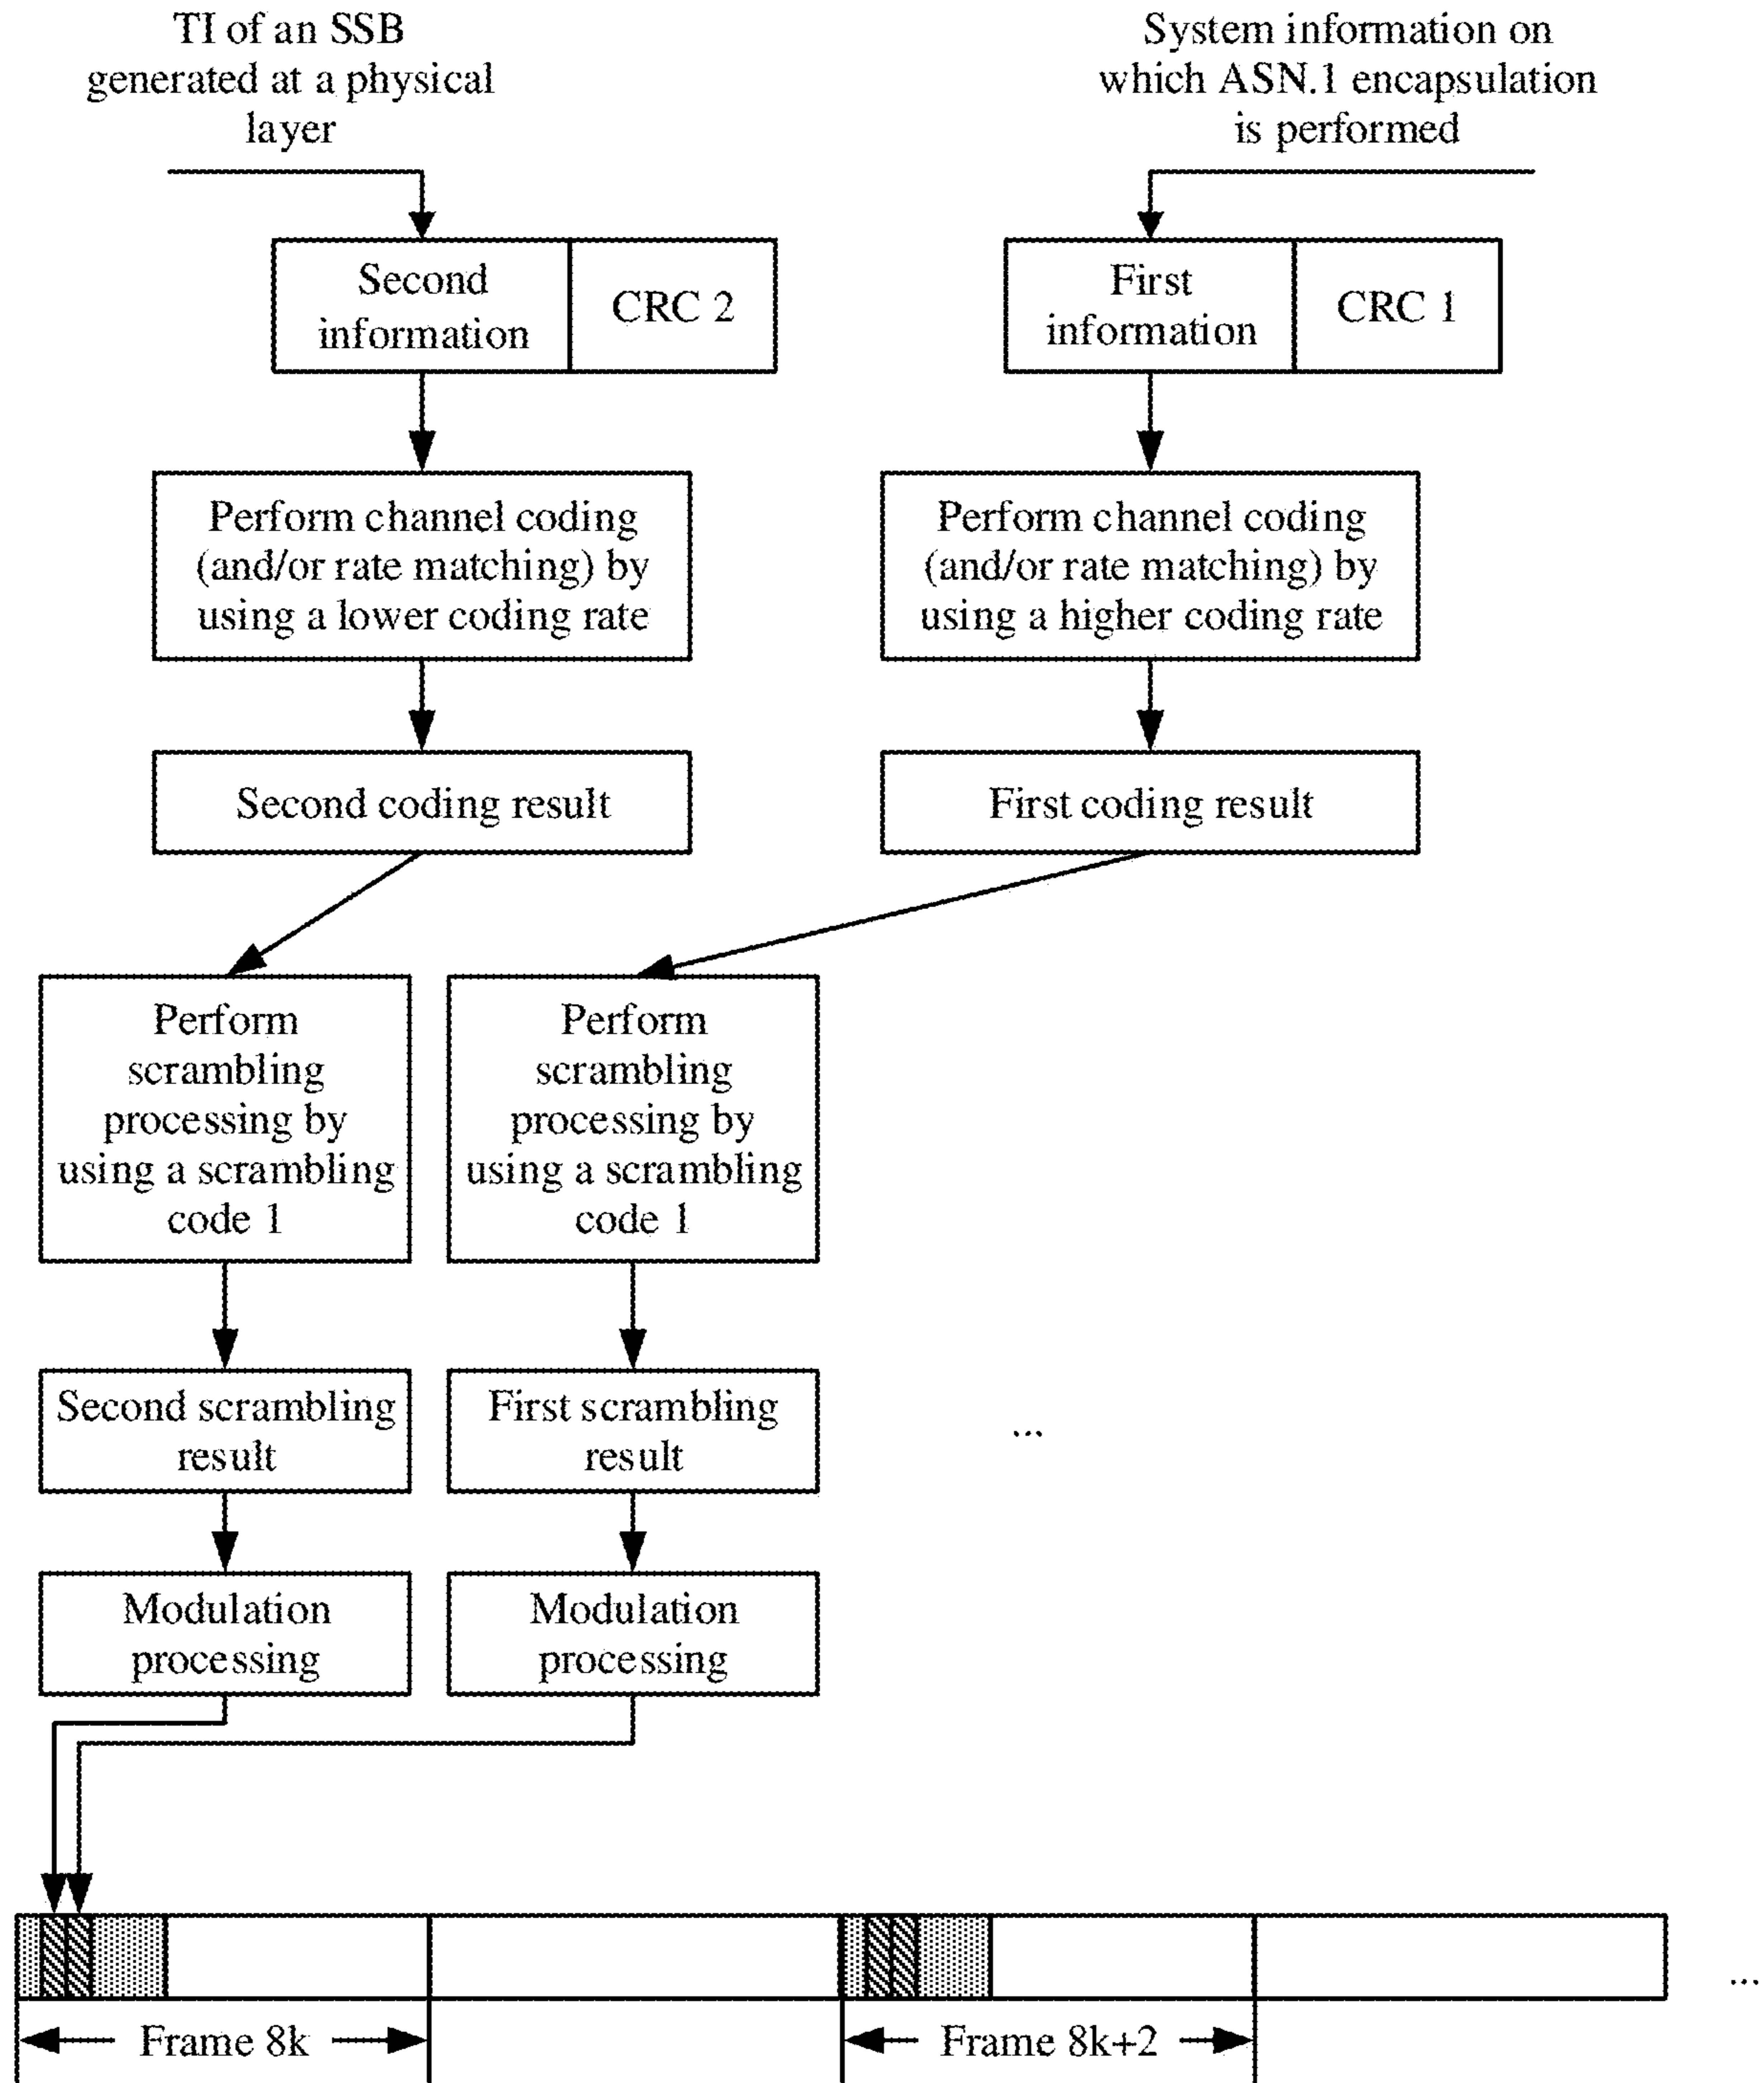 TI of an SSB
generated at a physical
layer
System information on
which ASN.1 encapsulation
is performed
Second
information
CRC 2
First
information
CRC 1
Perform channel coding
(and/or rate matching) by
using a lower coding rate
Perform channel coding
(and/or rate matching) by
using a higher coding rate
Second coding result
First coding result
Perform
scrambling
processing by
using a scrambling
code 1
Perform
scrambling
processing by
using a scrambling
code 1
Second scrambling
result
First scrambling
result
...
Modulation
processing
Modulation
processing
...
Frame 8k
Frame 8k+2